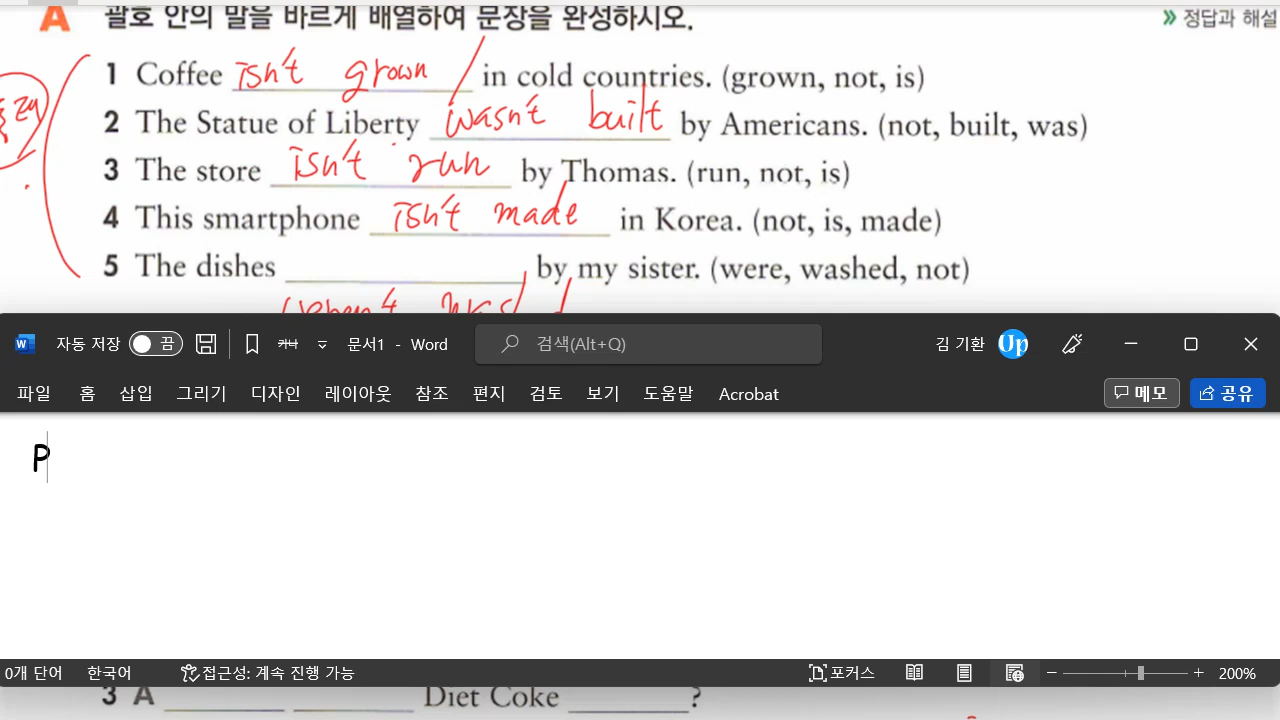 A 괄호 안의 말을 바르게 배열하여 문장을 완성하시오. » 정답과 해설
1 Coffee isn't grown in cold countries. (grown, not, is)
2 The Statue of Liberty wasn't built by Americans. (not, built, was)
3 The store isn't run by Thomas. (run, not, is)
4 This smartphone isn't made in Korea. (not, is, made)
5 The dishes by my sister. (were, washed, not)
자동 저장 끔 가나 문서1 - Word 검색(Alt+Q) 김 기환 Up
파일 홈 삽입 그리기 디자인 레이아웃 참조 편지 검토 보기 도움말 Acrobat 메모 공유
P
0개 단어 한국어 접근성: 계속 진행 가능 포커스 200%
3 A Diet Coke ?